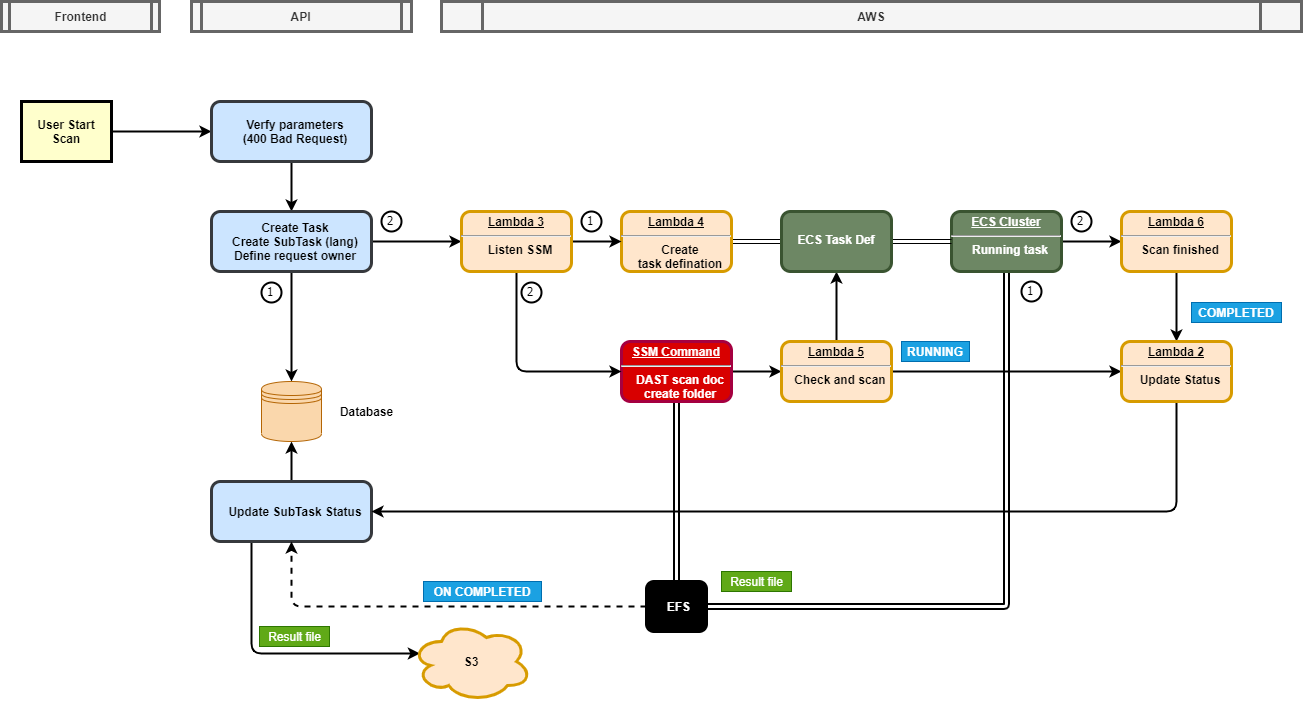 Frontend
API
AWS
User Start
Scan
Verfy parameters
(400 Bad Request)
Create Task
Create SubTask (lang)
Define request owner
2
1
Lambda 3
Listen SSM
1
2
Lambda 4
Create
task defination
ECS Task Def
ECS Cluster
Running task
2
1
Lambda 6
Scan finished
COMPLETED
SSM Command
DAST scan doc
create folder
Lambda 5
Check and scan
RUNNING
Lambda 2
Update Status
Database
Update SubTask Status
ON COMPLETED
Result file
EFS
Result file
S3